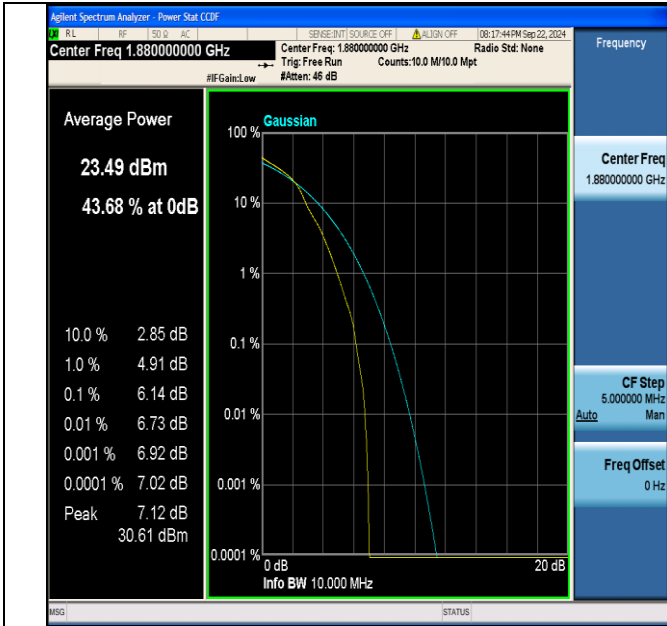 Agilent Spectrum Analyzer - Power Stat CCDF
RL RF 50 Ω AC SENSE:INT SOURCE OFF ALIGN OFF 08:17:44 PM Sep 22, 2024
Center Freq 1.880000000 GHz
Center Freq: 1.880000000 GHz Radio Std: None
Trig: Free Run Counts:10.0 M/10.0 Mpt
#IFGain:Low #Atten: 46 dB
Frequency
Average Power
23.49 dBm
43.68 % at 0dB
10.0 % 2.85 dB
1.0 % 4.91 dB
0.1 % 6.14 dB
0.01 % 6.73 dB
0.001 % 6.92 dB
0.0001 % 7.02 dB
Peak 7.12 dB
30.61 dBm
Gaussian
100 %
10 %
1 %
0.1 %
0.01 %
0.001 %
0.0001 %
0 dB 20 dB
Info BW 10.000 MHz
Center Freq
1.880000000 GHz
CF Step
5.000000 MHz
Auto Man
Freq Offset
0 Hz
MSG STATUS